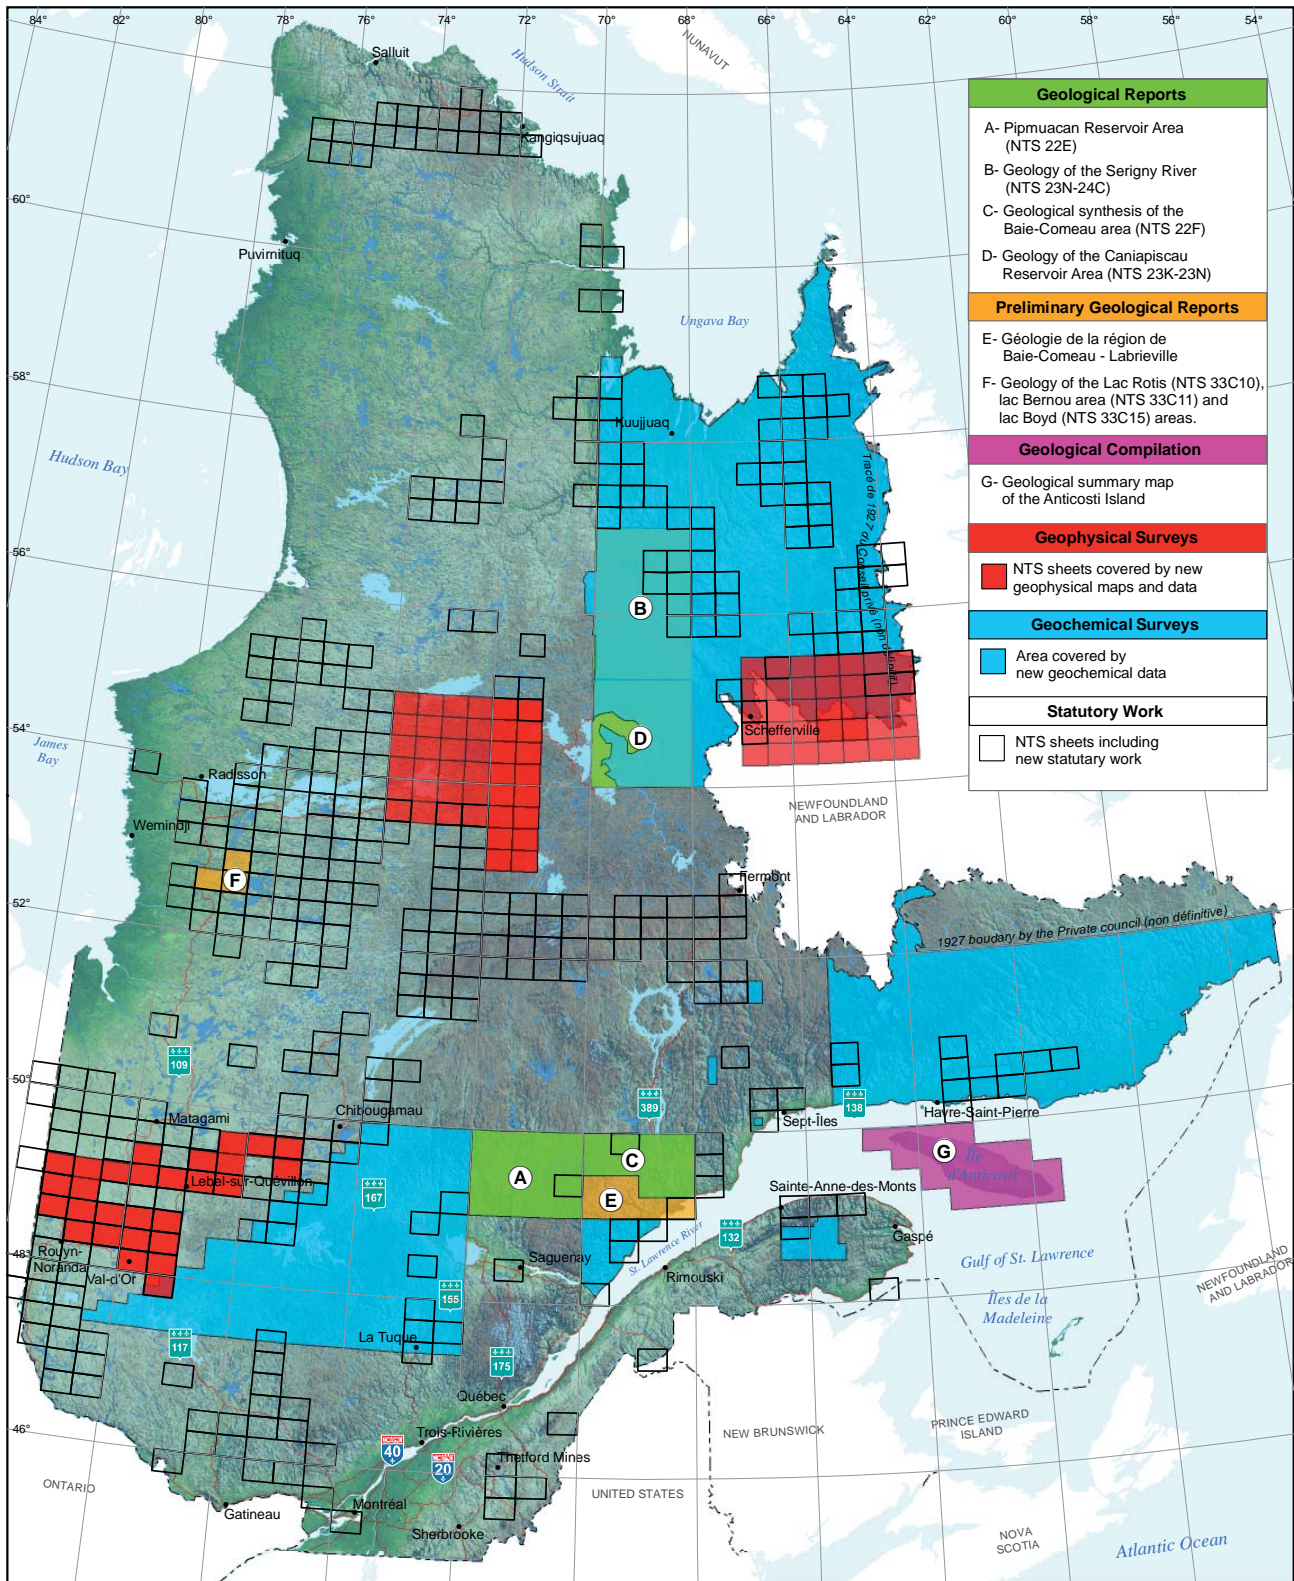 84°
82°
80°
78°
76°
74°
72°
70°
68°
66°
64°
62°
60°
58°
56°
54°
Salluit
Hudson Strait
NUNAVUT
Kangiqsujuaq
60°
Puvirnituq
Ungava Bay
58°
Kuujjuaq
Hudson Bay
Tracé de 1927 du Conseil privé (non définitif)
56°
B
54°
D
Schefferville
James
Bay
Radisson
NEWFOUNDLAND
AND LABRADOR
Wemindji
F
Fermont
52°
1927 boudary by the Private council (non définitive)
109
50°
389
138
Matagami
Chibougamau
Sept-Îles
Havre-Saint-Pierre
A
C
G
Île
d'Anticosti
Lebel-sur-Quévillon
167
E
Sainte-Anne-des-Monts
St. Lawrence River
132
Gaspé
48°
Rouyn-
Noranda
Val-d'Or
Saguenay
Rimouski
Gulf of St. Lawrence
NEWFOUNDLAND
AND LABRADOR
155
Îles de la
Madeleine
La Tuque
117
175
Québec
46°
Trois-Rivières
NEW BRUNSWICK
PRINCE EDWARD
ISLAND
40
20
Thetford Mines
ONTARIO
UNITED STATES
Gatineau
Montréal
Sherbrooke
NOVA
SCOTIA
Atlantic Ocean
Geological Reports
A- Pipmuacan Reservoir Area
(NTS 22E)
B- Geology of the Serigny River
(NTS 23N-24C)
C- Geological synthesis of the
Baie-Comeau area (NTS 22F)
D- Geology of the Caniapiscau
Reservoir Area (NTS 23K-23N)
Preliminary Geological Reports
E- Géologie de la région de
Baie-Comeau - Labrieville
F- Geology of the Lac Rotis (NTS 33C10),
lac Bernou area (NTS 33C11) and
lac Boyd (NTS 33C15) areas.
Geological Compilation
G- Geological summary map
of the Anticosti Island
Geophysical Surveys
NTS sheets covered by new
geophysical maps and data
Geochemical Surveys
Area covered by
new geochemical data
Statutory Work
NTS sheets including
new statutary work